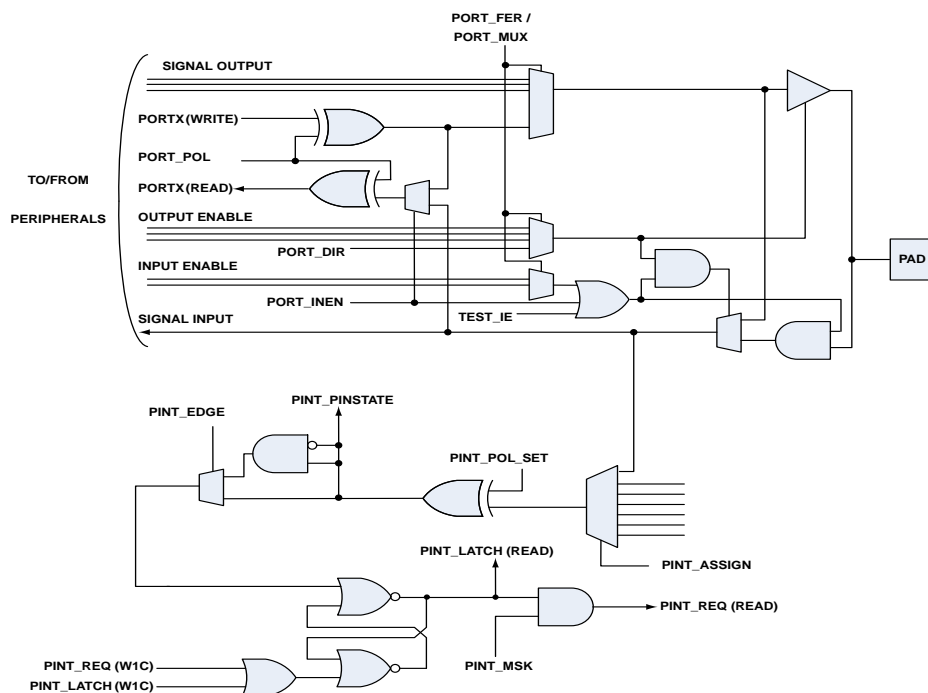 PORT_FER /
PORT_MUX
SIGNAL OUTPUT
PORTX(WRITE)
PORT_POL
PORTX(READ)
TO/FROM
PERIPHERALS
OUTPUT ENABLE
PORT_DIR
INPUT ENABLE
PORT_INEN
TEST_IE
SIGNAL INPUT
PAD
PINT_EDGE
PINT_PINSTATE
PINT_POL_SET
PINT_ASSIGN
PINT_LATCH (READ)
PINT_REQ (READ)
PINT_MSK
PINT_REQ (W1C)
PINT_LATCH (W1C)